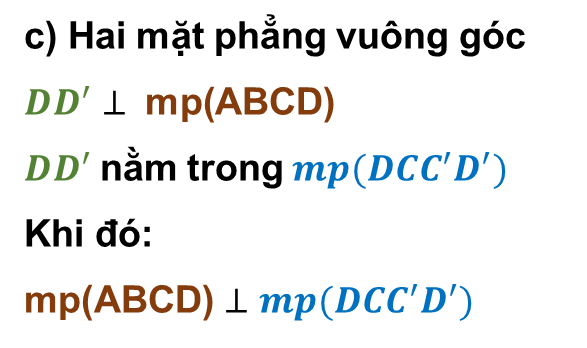 c) Hai mặt phẳng vuông góc
DD′ ⊥ mp(ABCD)
DD′ nằm trong mp(DCC′D′)
Khi đó:
mp(ABCD) ⊥ mp(DCC′D′)